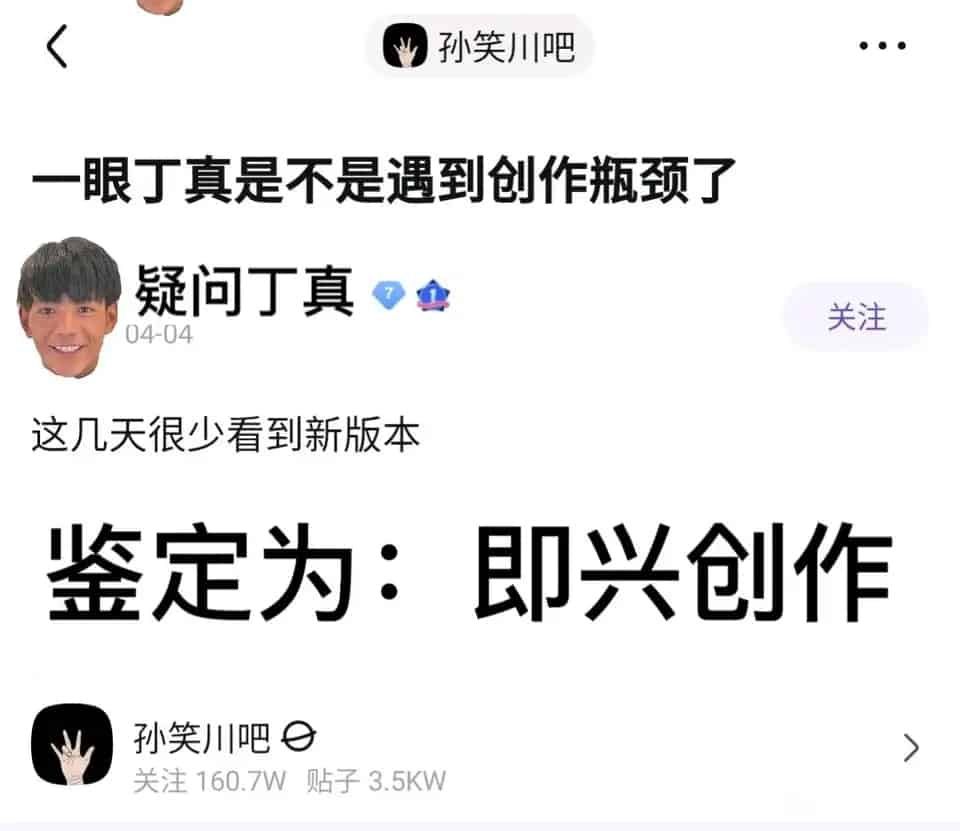 孙笑川吧
一眼丁真是不是遇到创作瓶颈了
疑问丁真 7 1
04-04
关注
这几天很少看到新版本
鉴定为：即兴创作
孙笑川吧
关注 160.7W 贴子 3.5KW